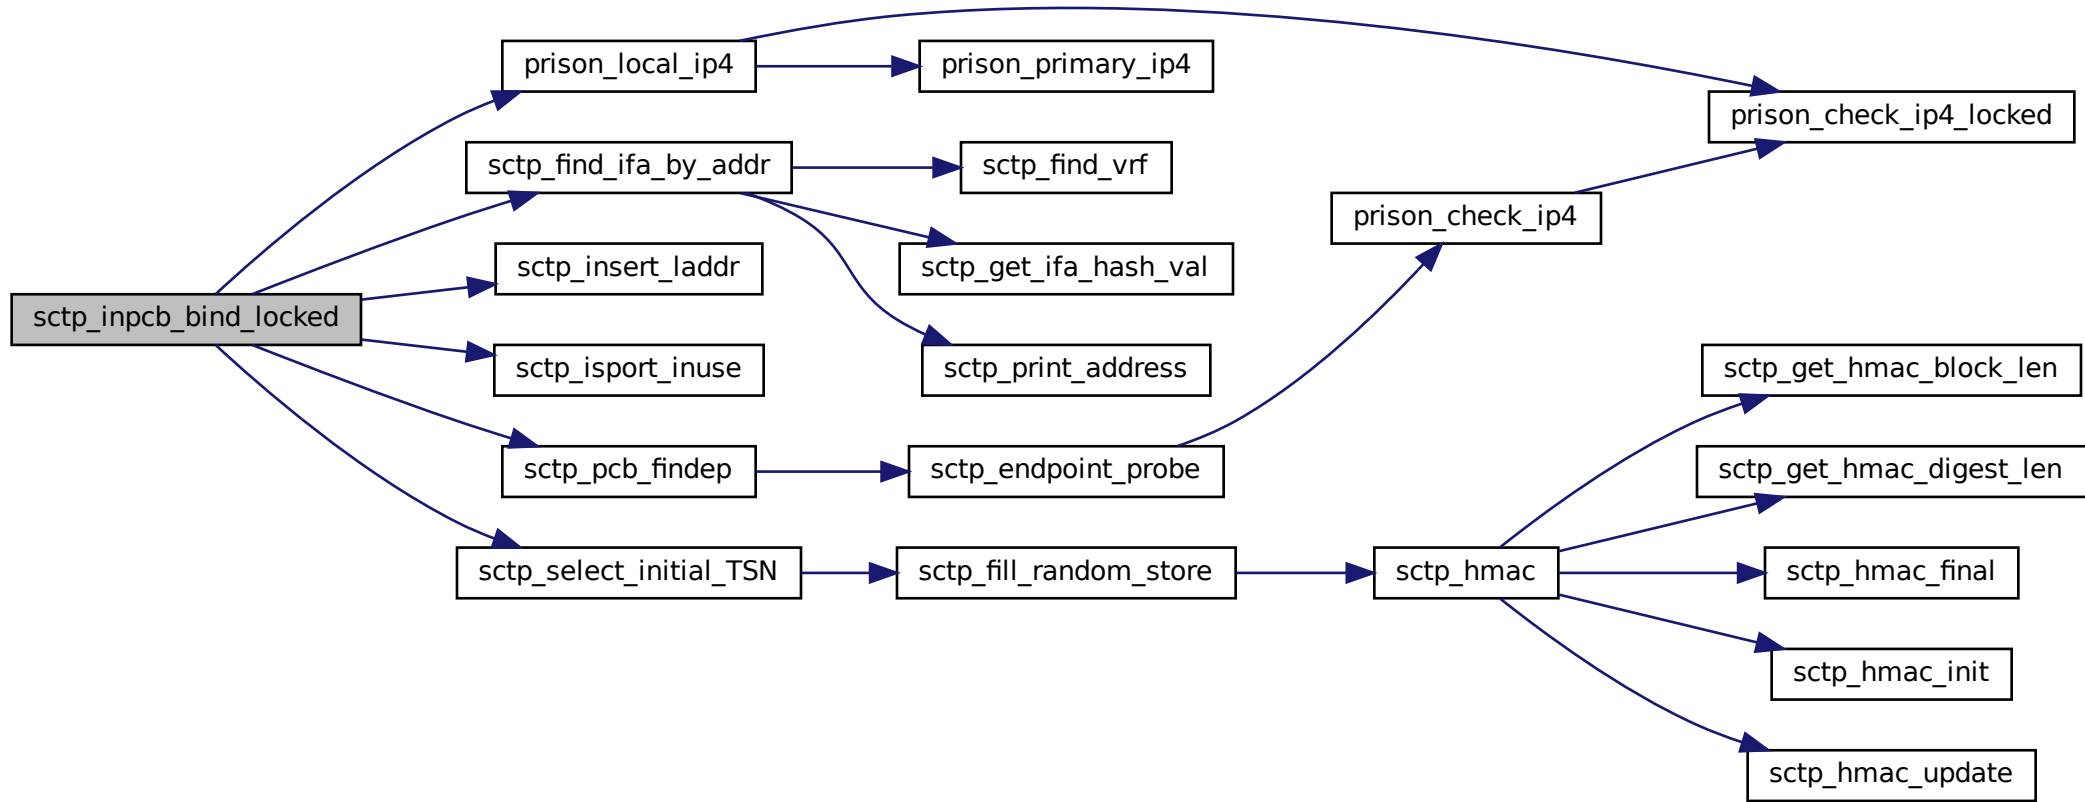 prison_local_ip4
prison_primary_ip4
prison_check_ip4_locked
sctp_find_ifa_by_addr
sctp_find_vrf
prison_check_ip4
sctp_insert_laddr
sctp_get_ifa_hash_val
sctp_inpcb_bind_locked
sctp_isport_inuse
sctp_print_address
sctp_get_hmac_block_len
sctp_pcb_findep
sctp_endpoint_probe
sctp_get_hmac_digest_len
sctp_select_initial_TSN
sctp_fill_random_store
sctp_hmac
sctp_hmac_final
sctp_hmac_init
sctp_hmac_update